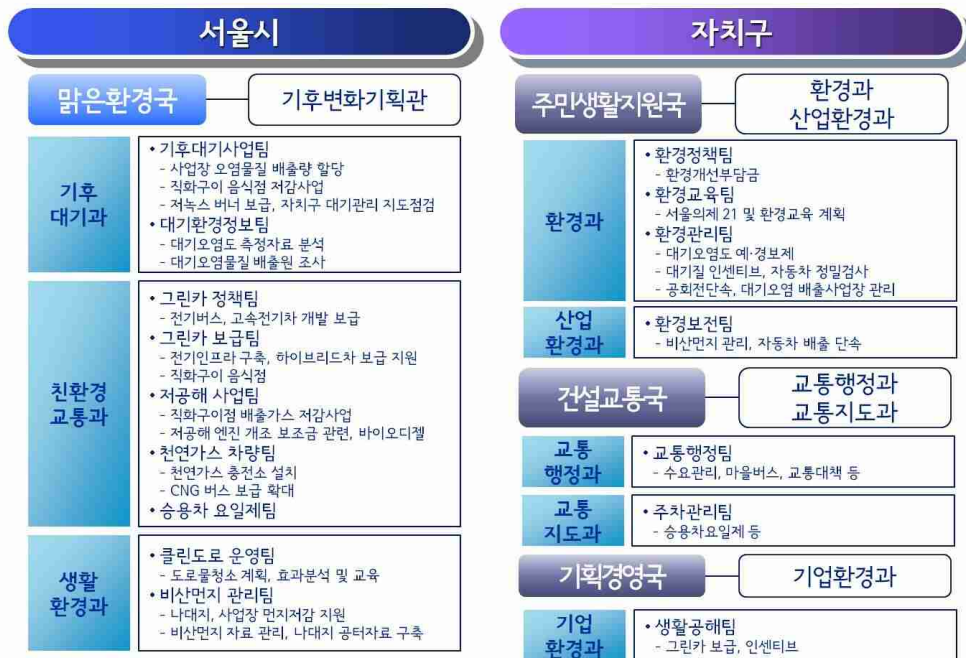 서울시
맑은환경국
기후변화기획관
기후
대기과
• 기후대기사업팀
- 사업장 오염물질 배출량 할당
- 직화구이 음식점 저감사업
- 저녹스 버너 보급, 자치구 대기관리 지도점검
• 대기환경정보팀
- 대기오염도 측정자료 분석
- 대기오염물질 배출원 조사
친환경
교통과
• 그린카 정책팀
- 전기버스, 고속전기차 개발 보급
• 그린카 보급팀
- 전기인프라 구축, 하이브리드차 보급 지원
- 직화구이 음식점
• 저공해 사업팀
- 직화구이점 배출가스 저감사업
- 저공해 엔진 개조 보조금 관련, 바이오디젤
• 천연가스 차량팀
- 천연가스 충전소 설치
- CNG 버스 보급 확대
• 승용차 요일제팀
생활
환경과
• 클린도로 운영팀
- 도로물청소 계획, 효과분석 및 교육
• 비산먼지 관리팀
- 나대지, 사업장 먼지저감 지원
- 비산먼지 자료 관리, 나대지 공터자료 구축
자치구
주민생활지원국
환경과
산업환경과
환경과
• 환경정책팀
- 환경개선부담금
• 환경교육팀
- 서울의제 21 및 환경교육 계획
• 환경관리팀
- 대기오염도 예·경보제
- 대기질 인센티브, 자동차 정밀검사
- 공회전단속, 대기오염 배출사업장 관리
산업
환경과
• 환경보전팀
- 비산먼지 관리, 자동차 배출 단속
건설교통국
교통행정과
교통지도과
교통
행정과
• 교통행정팀
- 수요관리, 마을버스, 교통대책 등
교통
지도과
• 주차관리팀
- 승용차요일제 등
기획경영국
기업환경과
기업
환경과
• 생활공해팀
- 그린카 보급, 인센티브